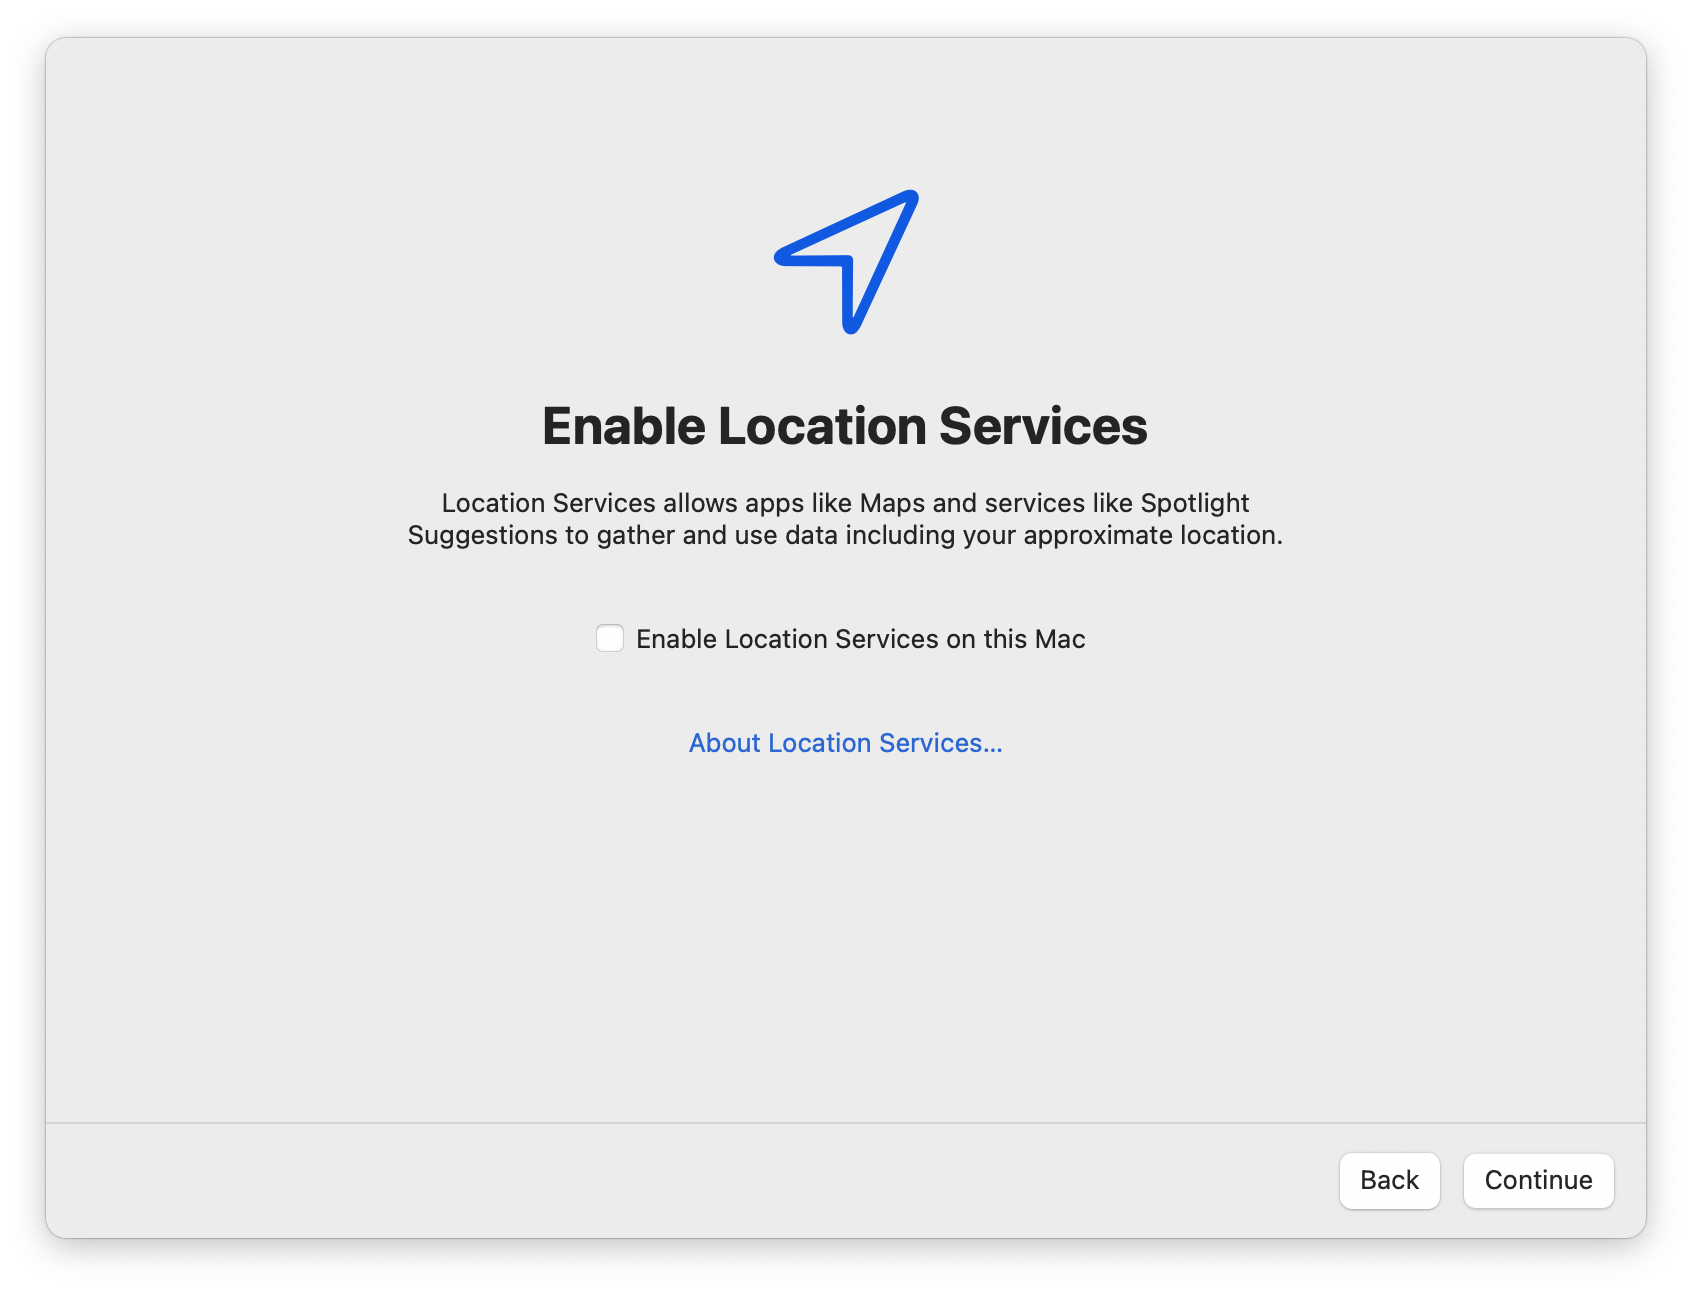 Enable Location Services
Location Services allows apps like Maps and services like Spotlight
Suggestions to gather and use data including your approximate location.
Enable Location Services on this Mac
About Location Services...
Back
Continue